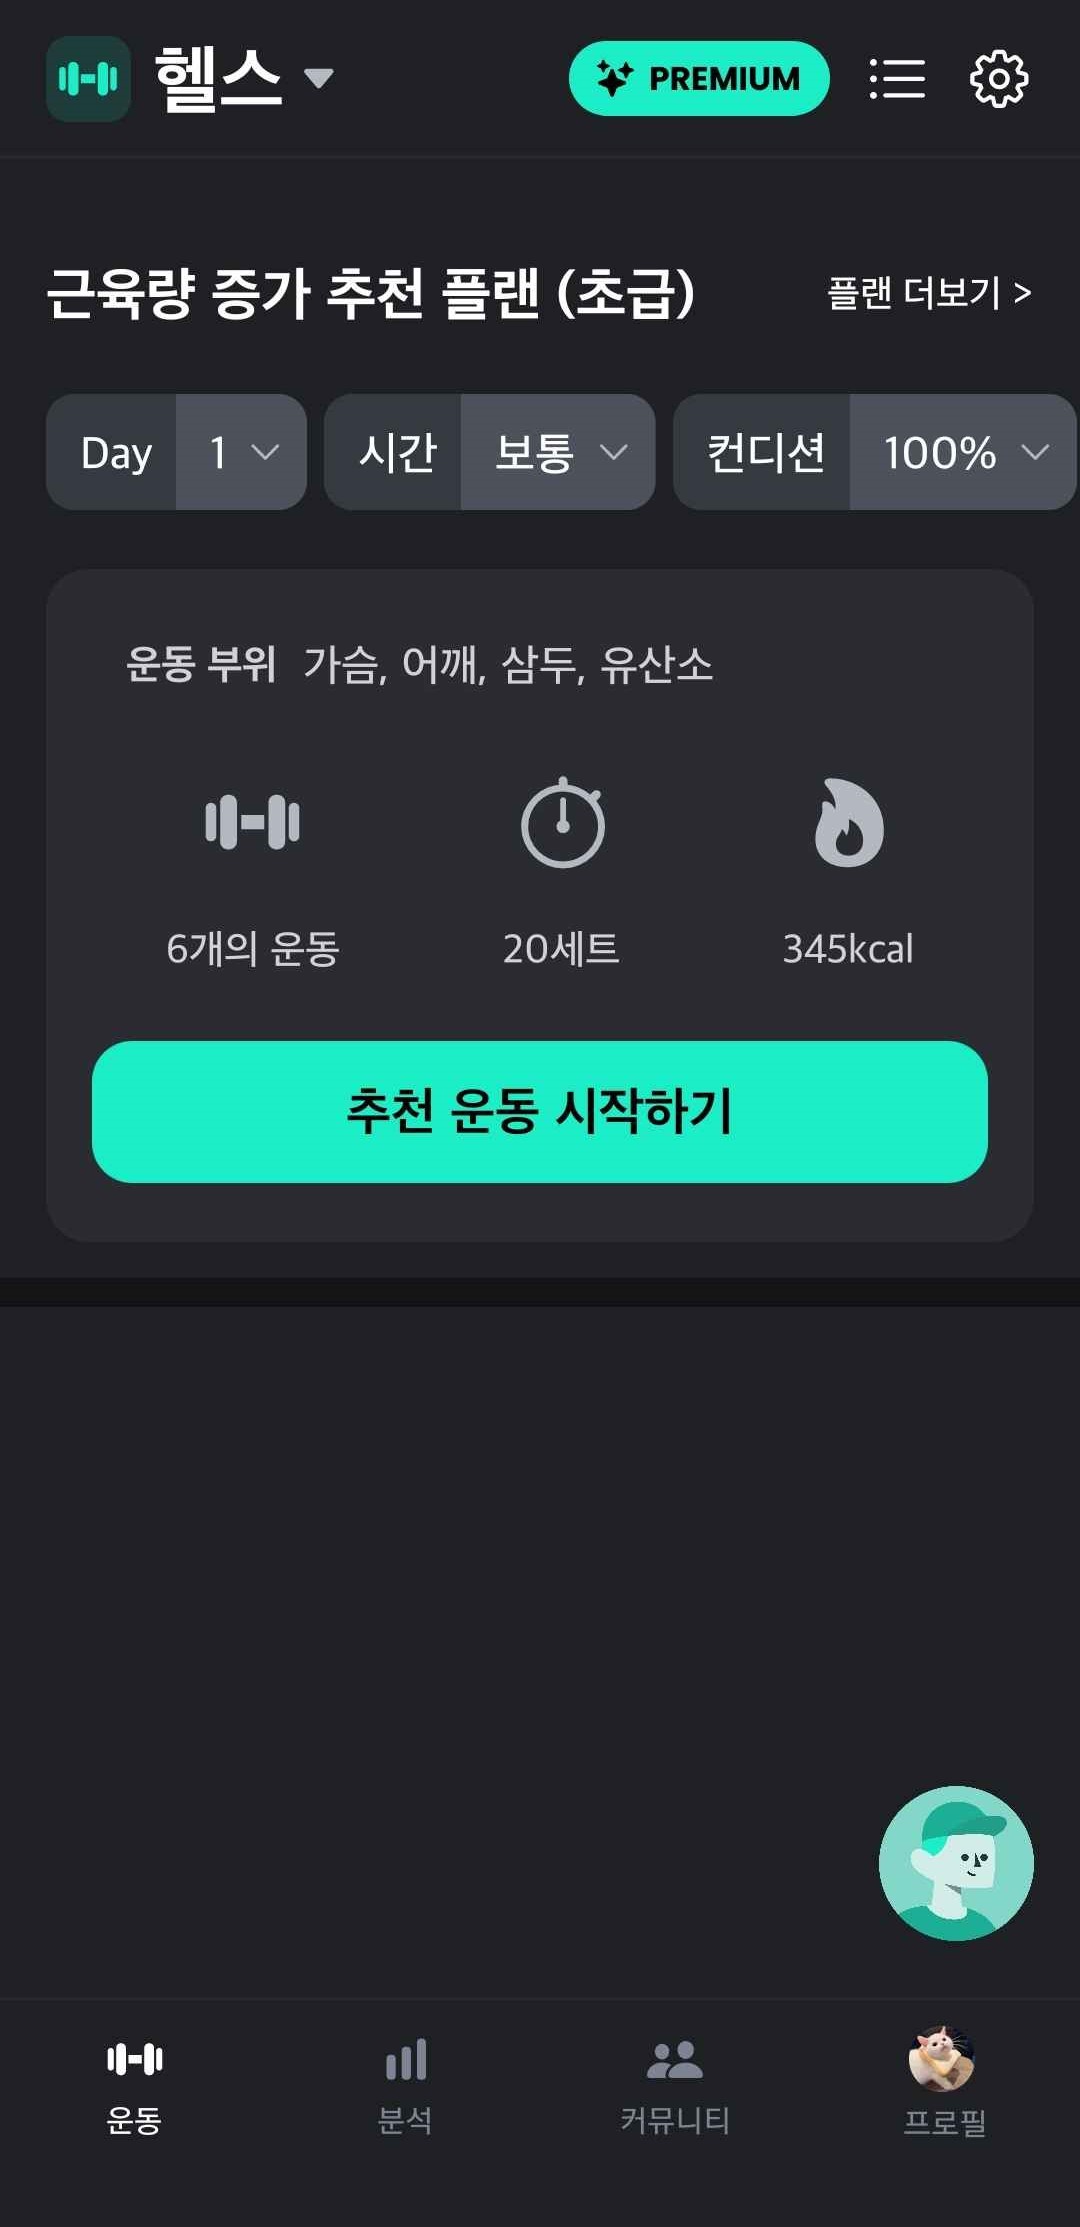 헬스
PREMIUM
근육량 증가 추천 플랜 (초급)
플랜 더보기 >
Day 1
시간 보통
컨디션 100%
운동 부위 가슴, 어깨, 삼두, 유산소
6개의 운동
20세트
345kcal
추천 운동 시작하기
운동
분석
커뮤니티
프로필